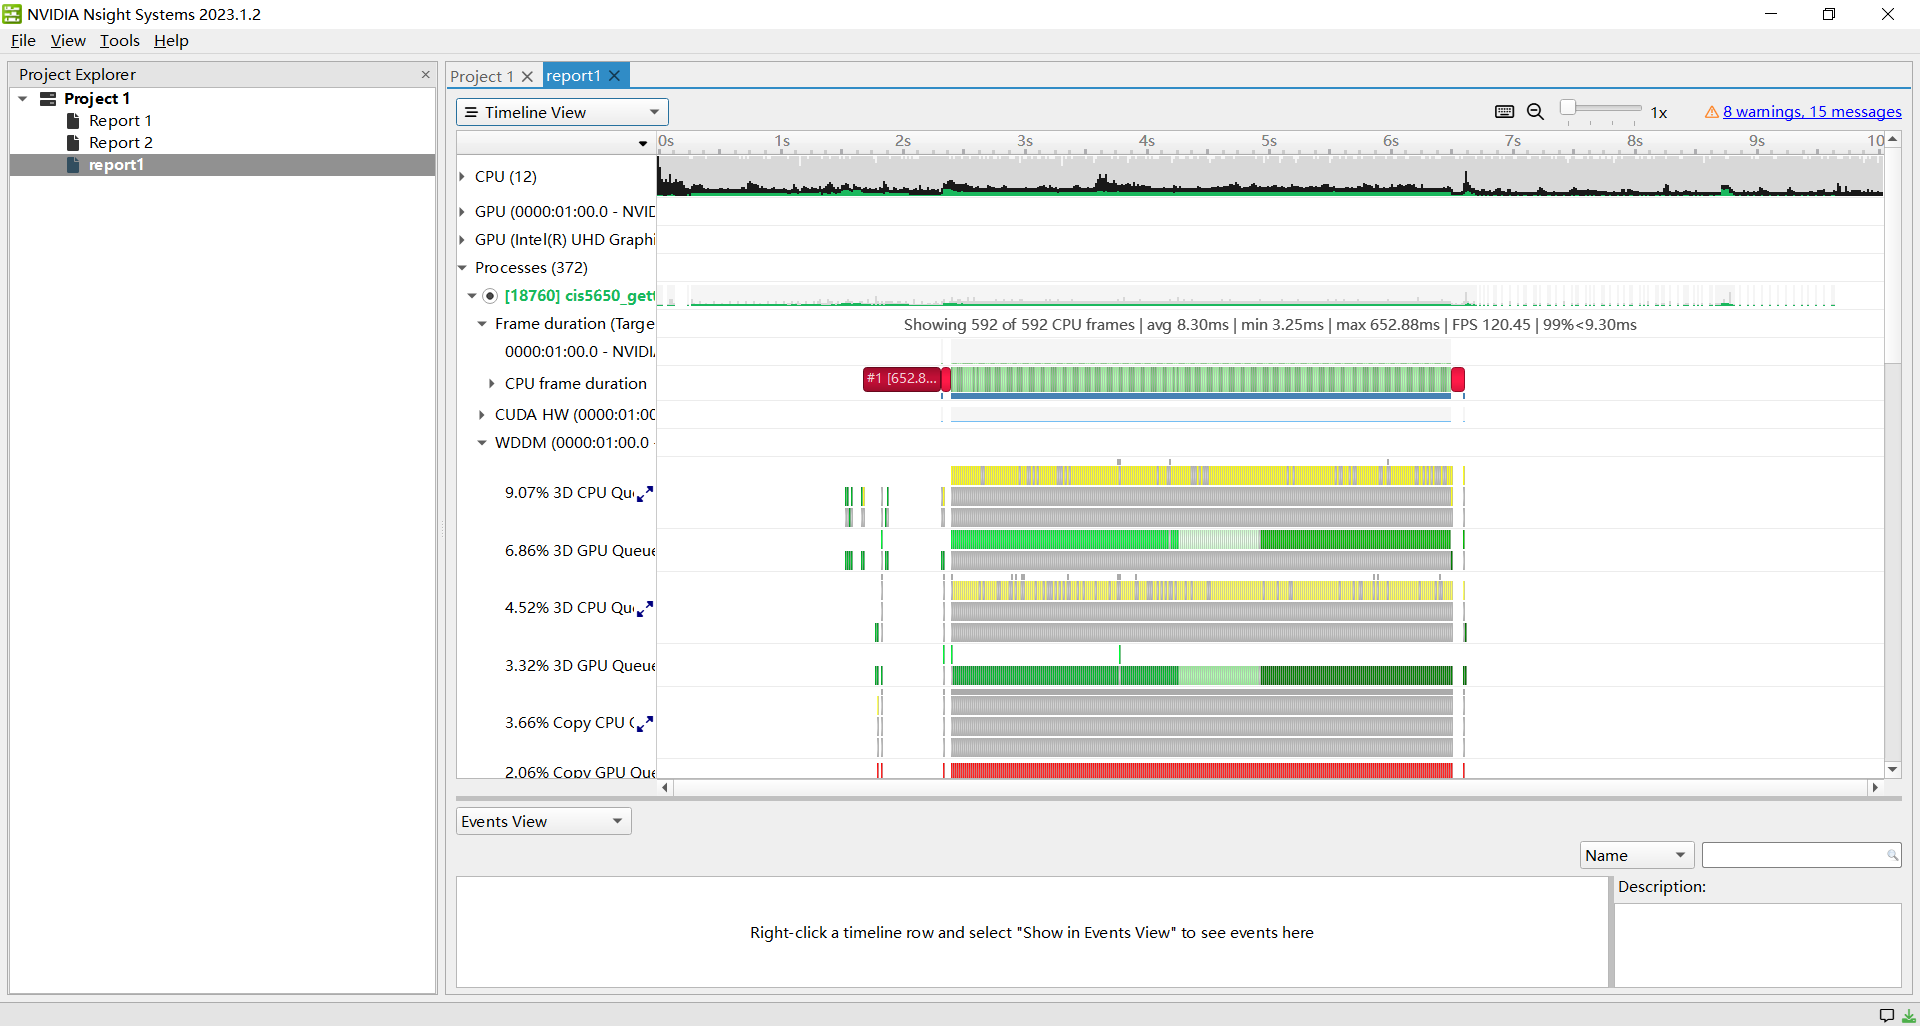 NVIDIA Nsight Systems 2023.1.2
File View Tools Help
Project Explorer
Project 1
Report 1
Report 2
report1
Project 1
report1
Timeline View
1x
8 warnings, 15 messages
0s 1s 2s 3s 4s 5s 6s 7s 8s 9s 10
CPU (12)
GPU (0000:01:00.0 - NVID
GPU (Intel(R) UHD Graphi
Processes (372)
[18760] cis5650_gett
Frame duration (Targe
Showing 592 of 592 CPU frames | avg 8.30ms | min 3.25ms | max 652.88ms | FPS 120.45 | 99%<9.30ms
0000:01:00.0 - NVIDI
CPU frame duration
#1 [652.8...
CUDA HW (0000:01:00
WDDM (0000:01:00.0 -
9.07% 3D CPU Qu
6.86% 3D GPU Queue
4.52% 3D CPU Qu
3.32% 3D GPU Queue
3.66% Copy CPU
2.06% Copy GPU Que
Events View
Name
Description:
Right-click a timeline row and select "Show in Events View" to see events here